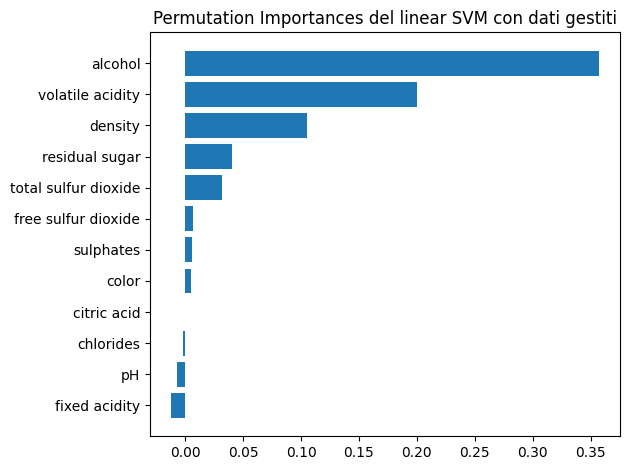 Permutation Importances del linear SVM con dati gestiti
alcohol
volatile acidity
density
residual sugar
total sulfur dioxide
free sulfur dioxide
sulphates
color
citric acid
chlorides
pH
fixed acidity
0.00 0.05 0.10 0.15 0.20 0.25 0.30 0.35